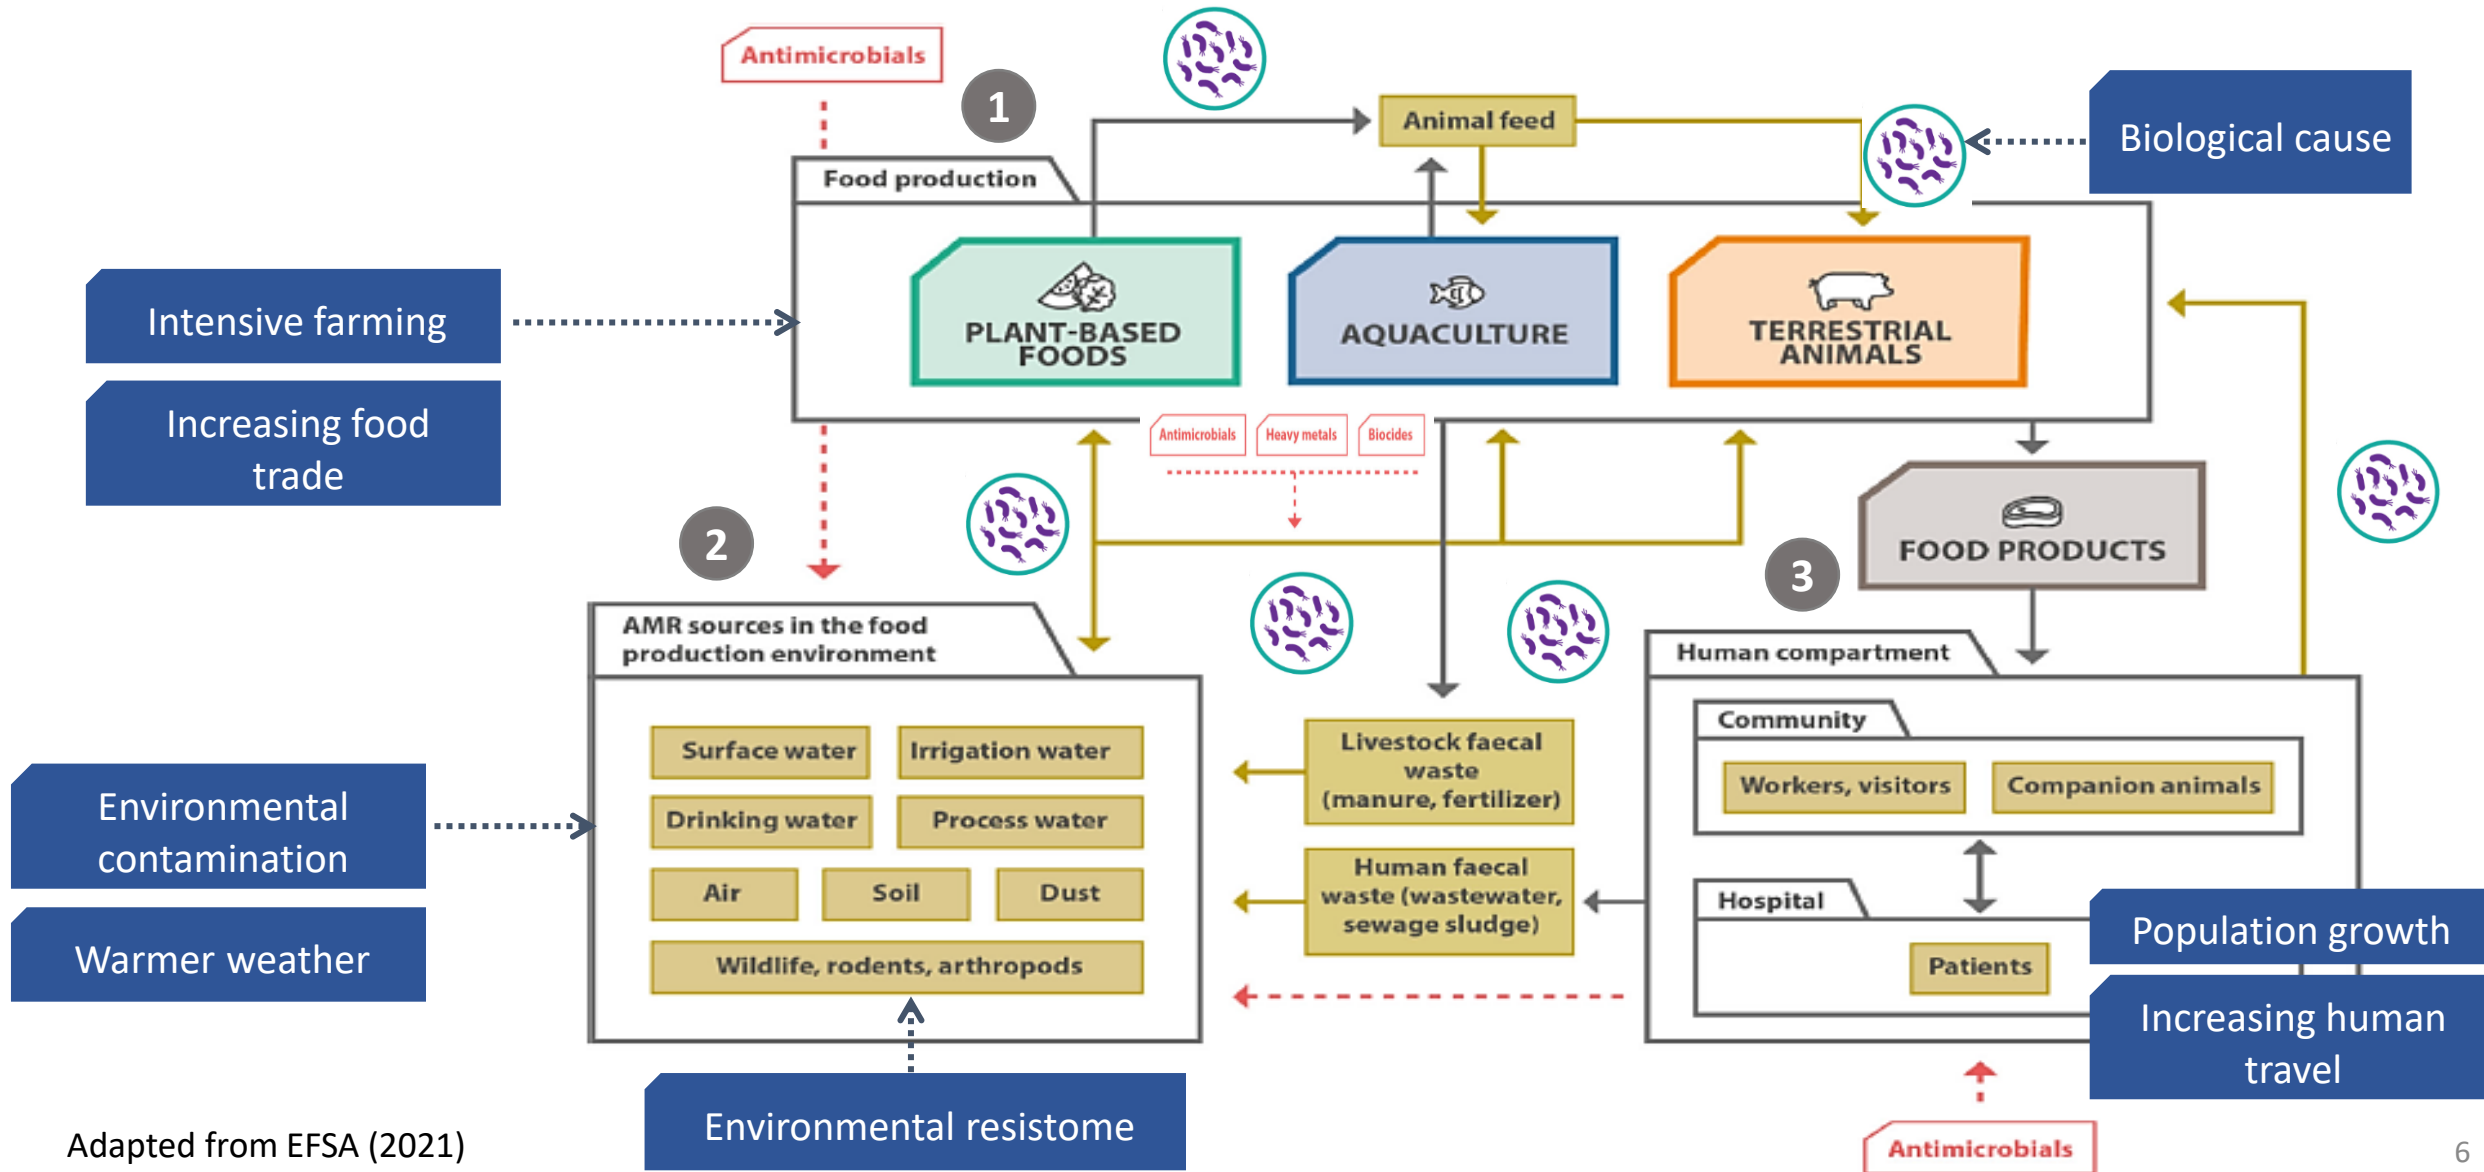 Antimicrobials
1
Animal feed
Biological cause
Food production
Intensive farming
PLANT-BASED
FOODS
AQUACULTURE
TERRESTRIAL
ANIMALS
Increasing food
trade
Antimicrobials
Heavy metals
Biocides
2
3
FOOD PRODUCTS
AMR sources in the food
production environment
Human compartment
Surface water
Irrigation water
Livestock faecal
waste
(manure, fertilizer)
Community
Workers, visitors
Companion animals
Environmental
contamination
Drinking water
Process water
Air
Soil
Dust
Human faecal
waste (wastewater,
sewage sludge)
Hospital
Patients
Population growth
Warmer weather
Wildlife, rodents, arthropods
Increasing human
travel
Environmental resistome
Antimicrobials
Adapted from EFSA (2021)
6